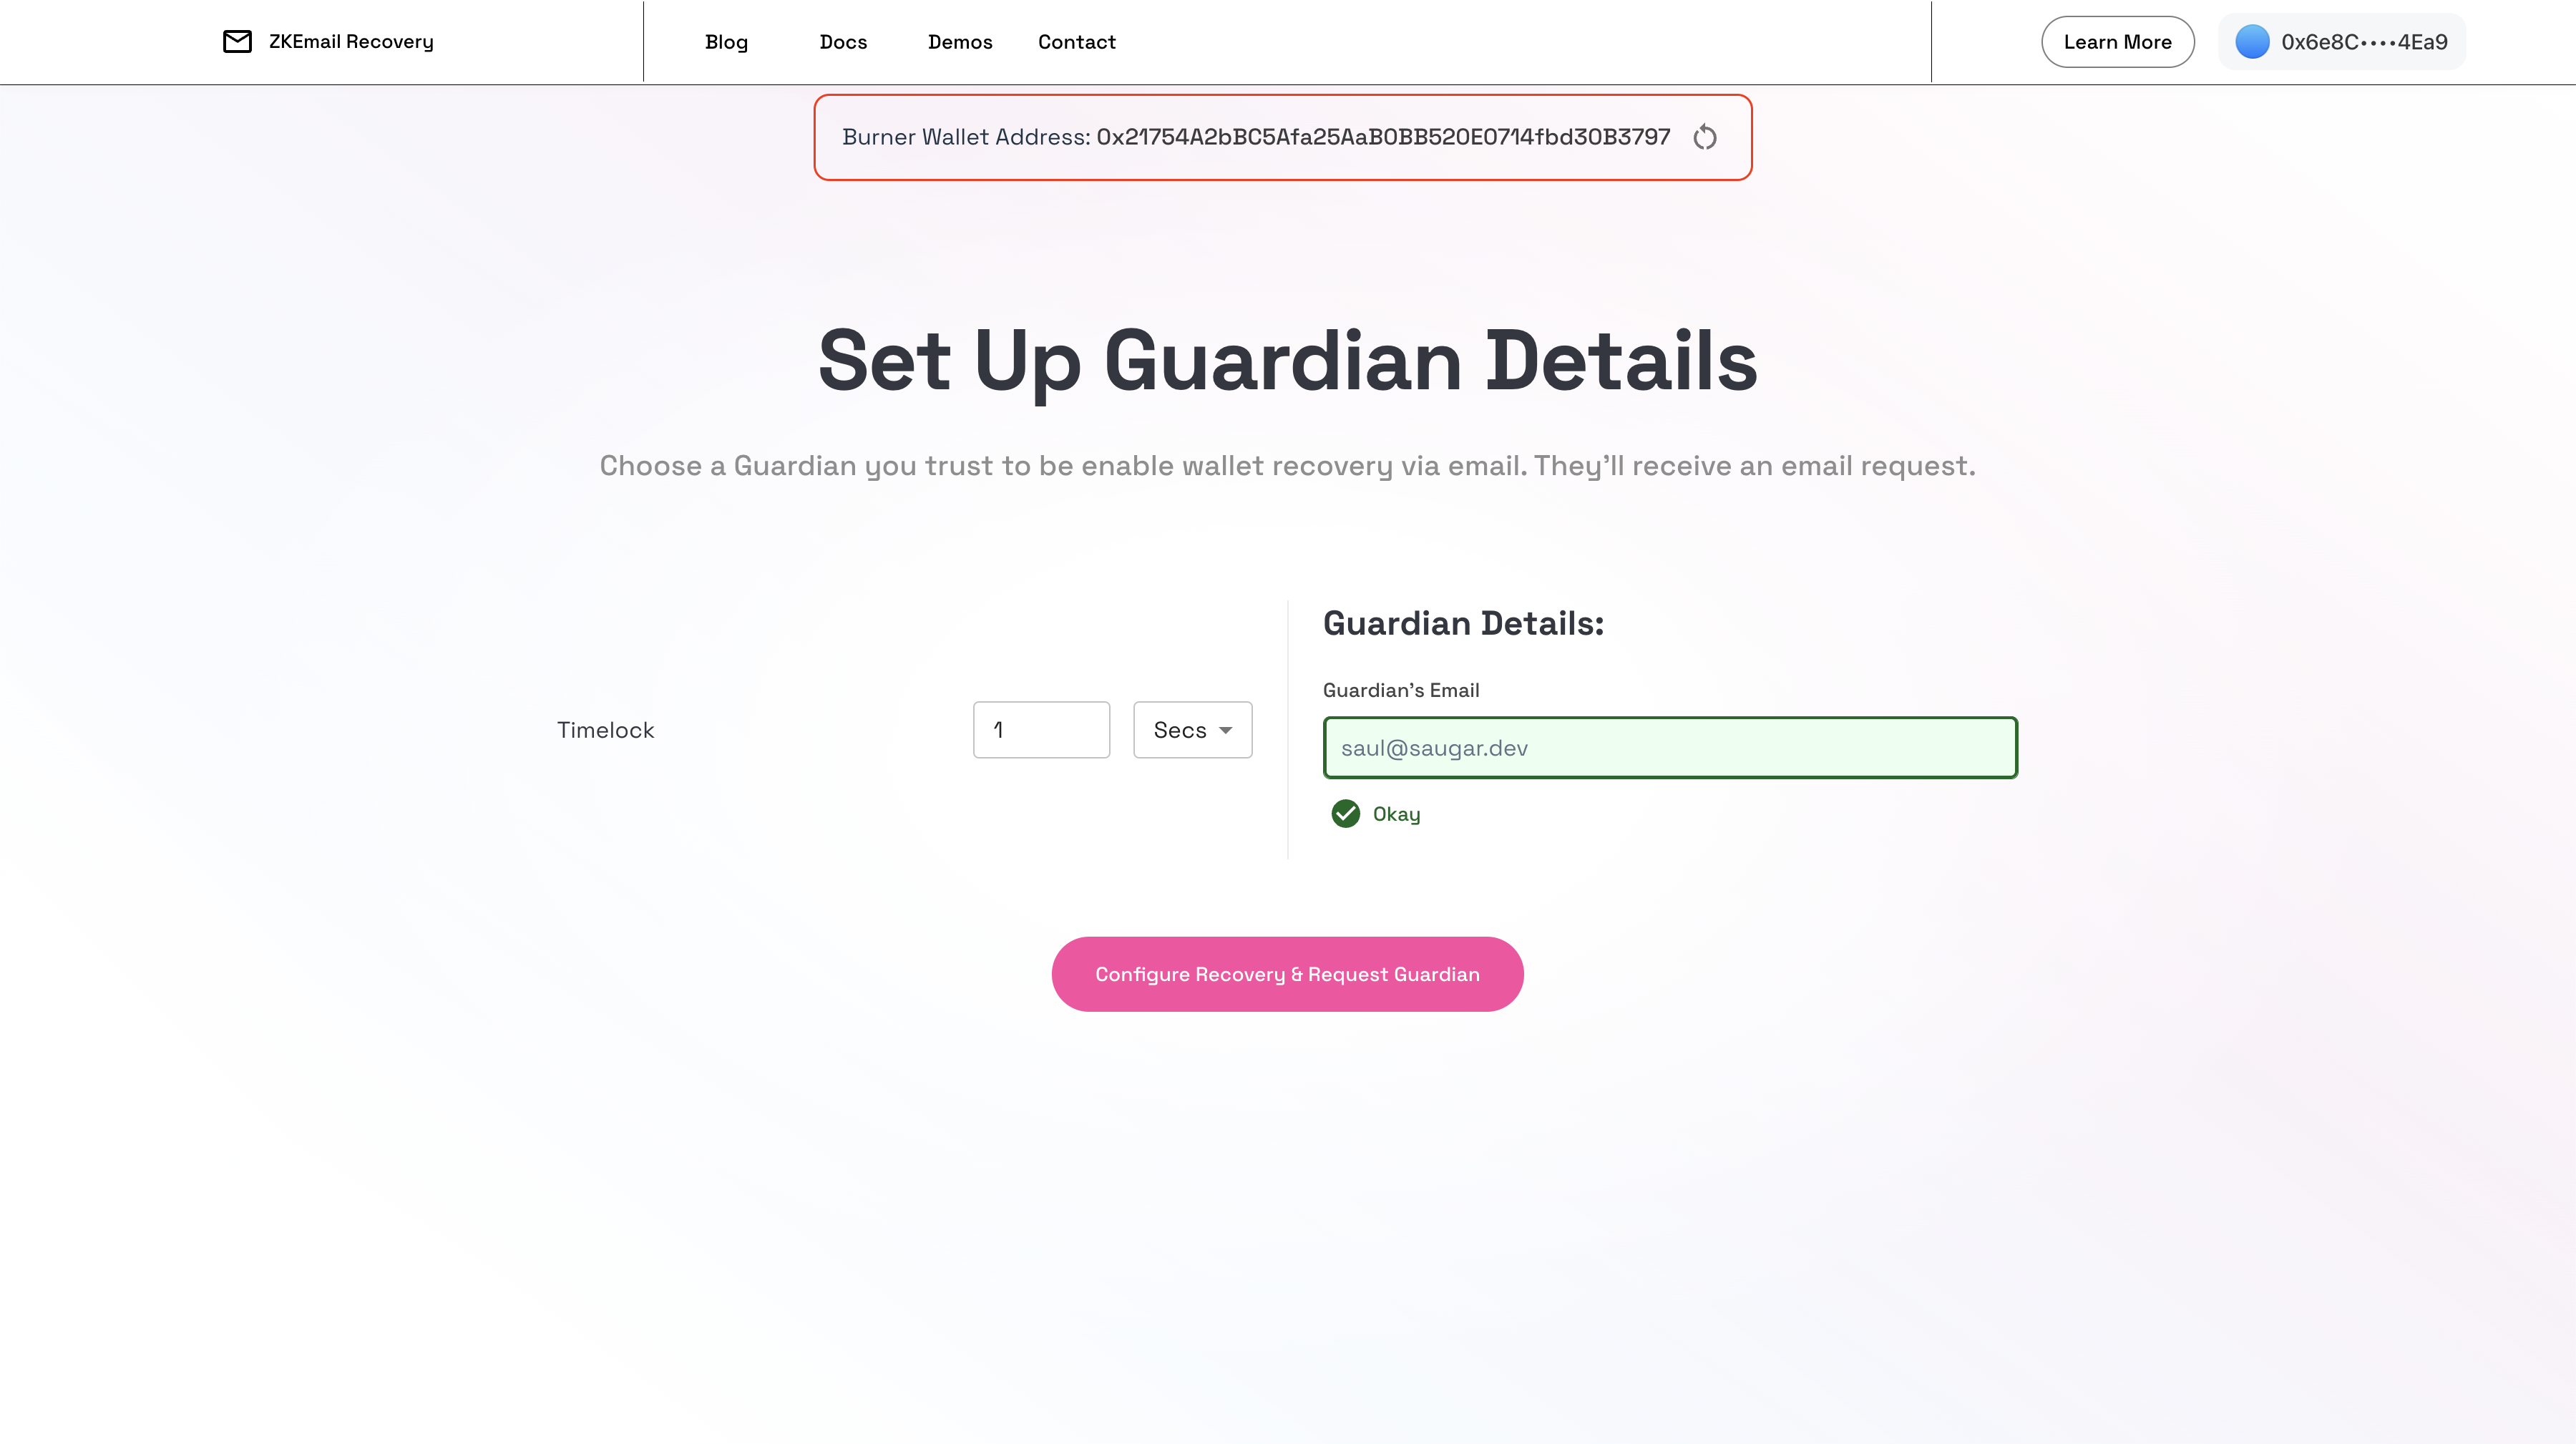 ZKEmail Recovery
Blog Docs Demos Contact
Learn More
0x6e8C••••4Ea9
Burner Wallet Address: 0x21754A2bBC5Afa25AaB0BB520E0714fbd30B3797
Set Up Guardian Details
Choose a Guardian you trust to be enable wallet recovery via email. They'll receive an email request.
Timelock
1
Secs
Guardian Details:
Guardian's Email
saul@saugar.dev
Okay
Configure Recovery & Request Guardian